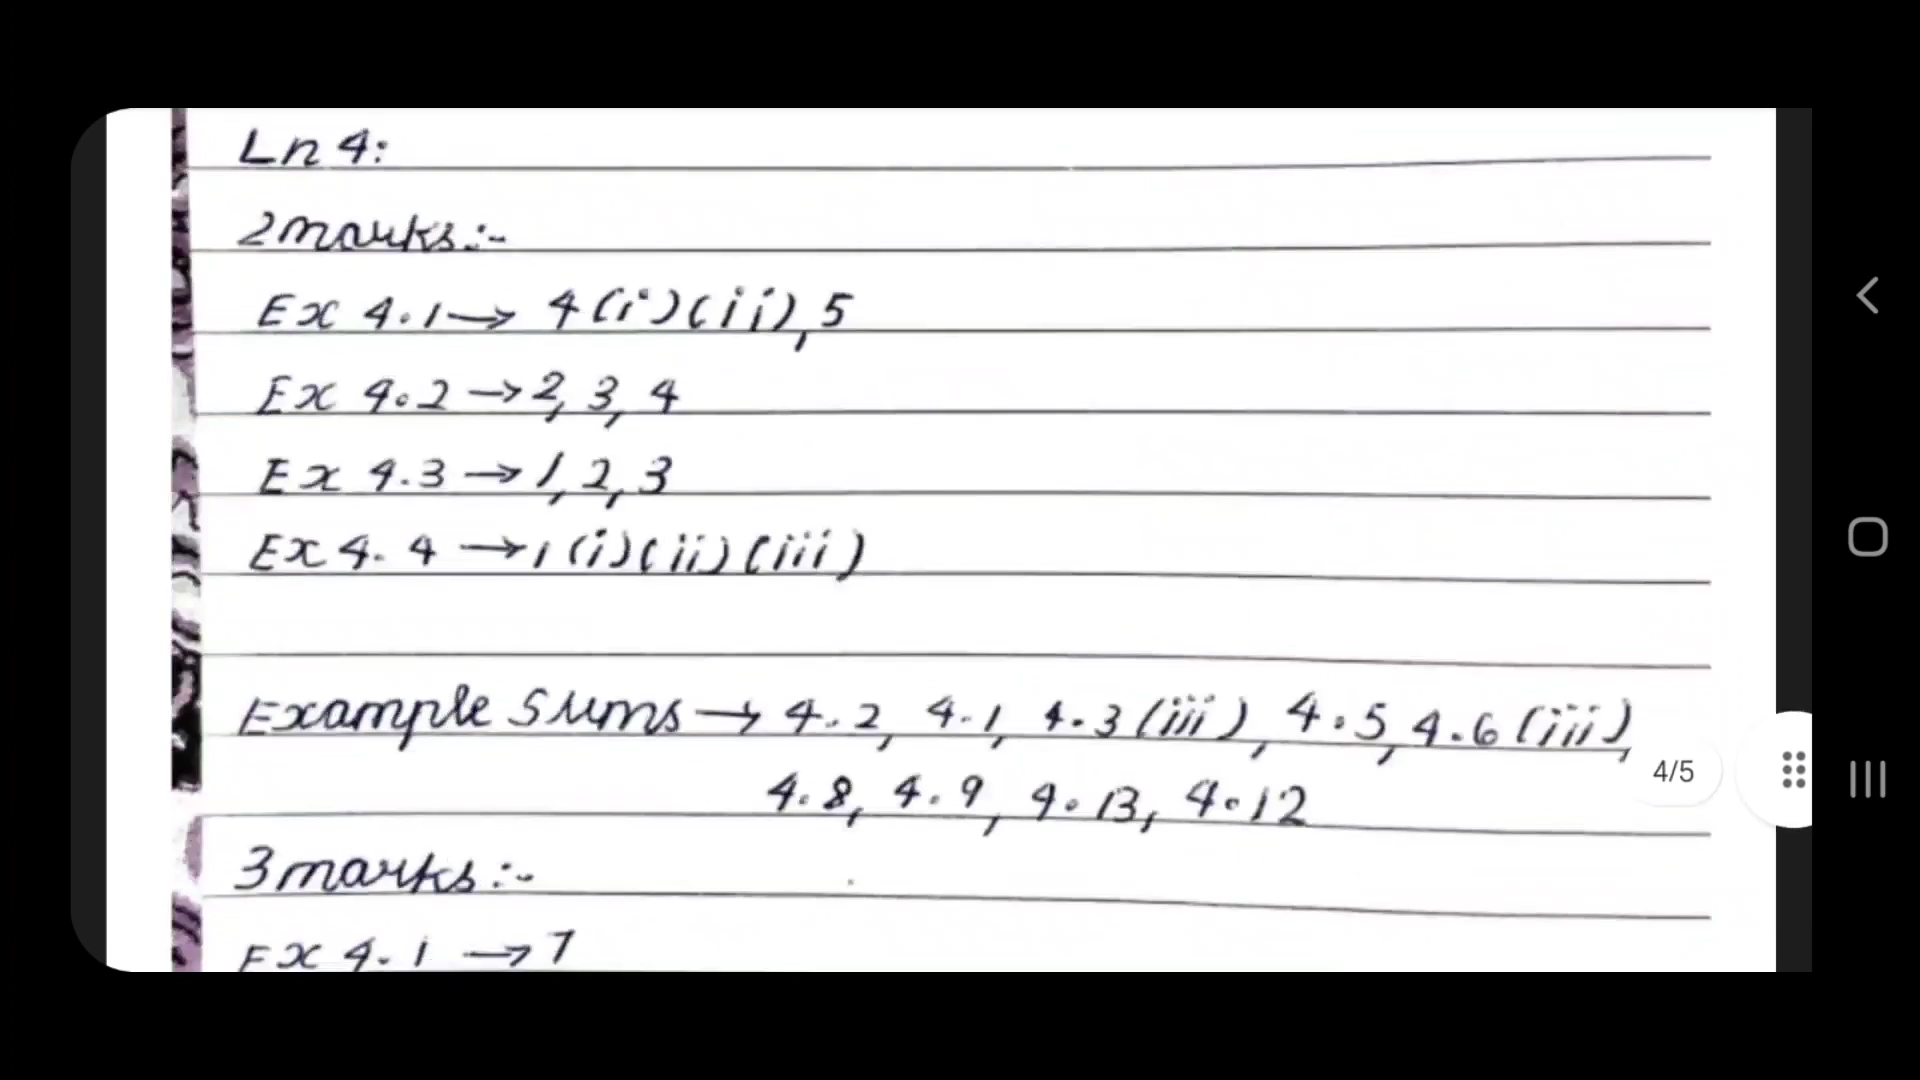 Ln 4:
2marks:-
Ex 4.1→ 4(i)(ii), 5
Ex 4.2 →2, 3, 4
Ex 4.3 →1, 2, 3
Ex 4.4 →1(i)(ii)(iii)
Example Sums→ 4.2, 4.1, 4.3(iii), 4.5, 4.6(iii),
4.8, 4.9, 4.13, 4.12
4/5
3marks:-
Ex 4.1 →7